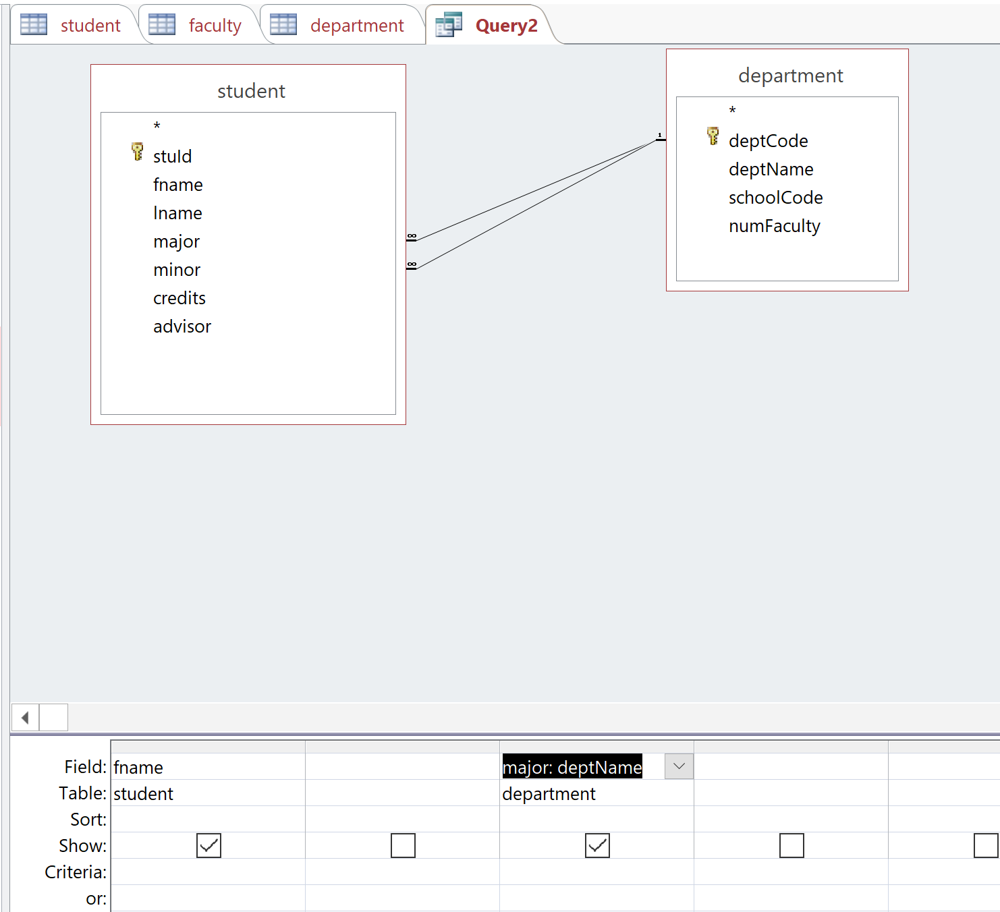 student faculty department Query2
student
*
stuId
fname
lname
major
minor
credits
advisor
department
*
deptCode
deptName
schoolCode
numFaculty
1
∞
∞
Field: fname major: deptName
Table: student department
Sort:
Show:
Criteria:
or: